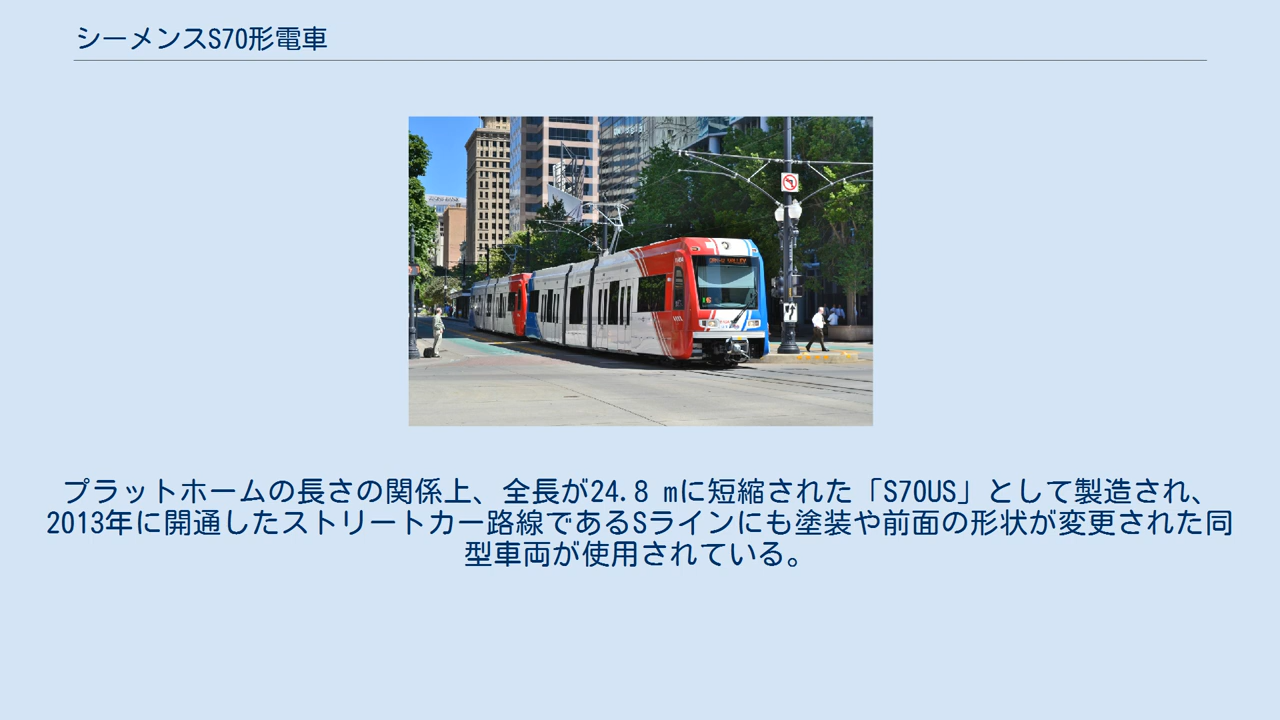 シーメンスS70形電車
プラットホームの長さの関係上、全長が24.8 mに短縮された「S70US」として製造され、
2013年に開通したストリートカー路線であるSラインにも塗装や前面の形状が変更された同
型車両が使用されている。